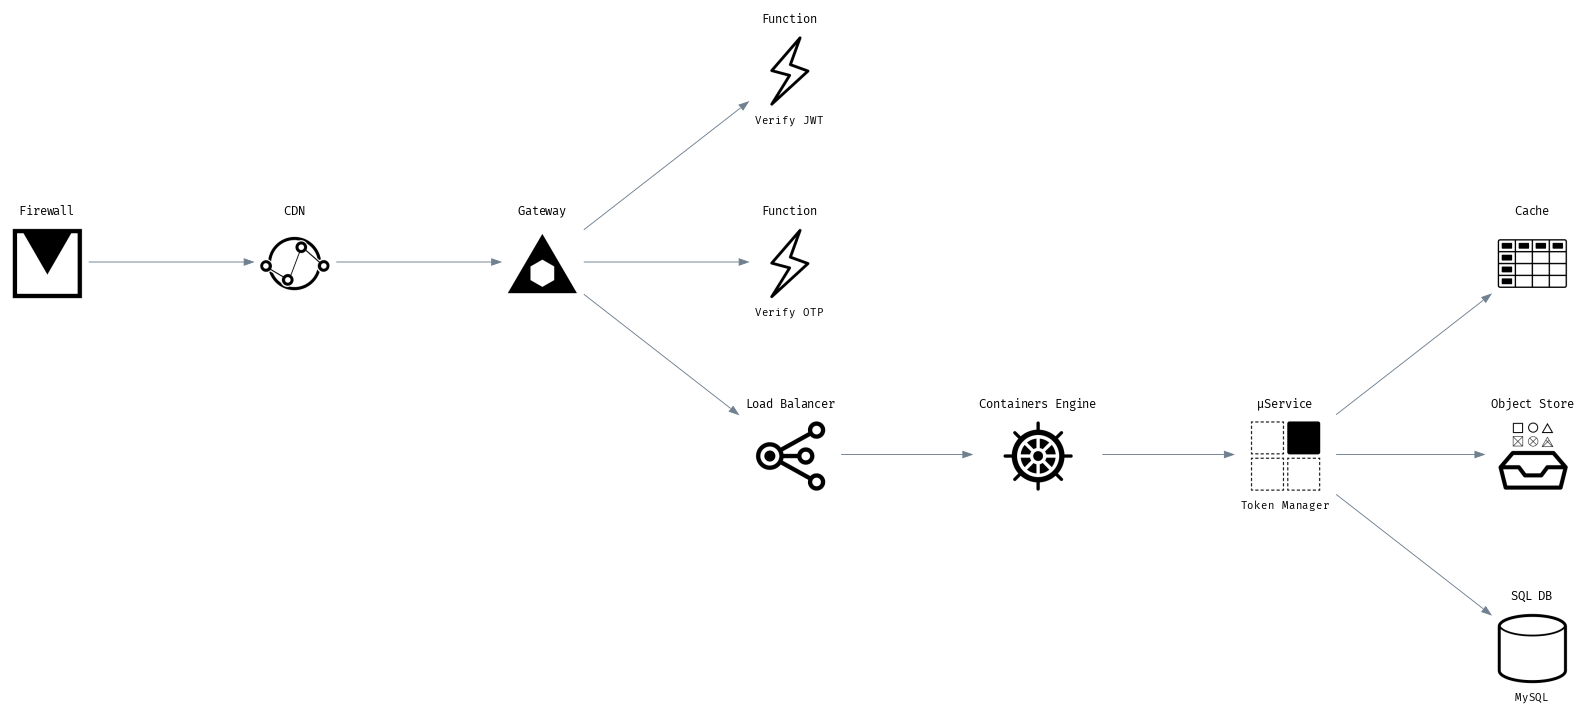 Function
Verify JWT
Firewall
CDN
Gateway
Function
Cache
Verify OTP
Load Balancer
Containers Engine
µService
Object Store
Token Manager
SQL DB
MySQL